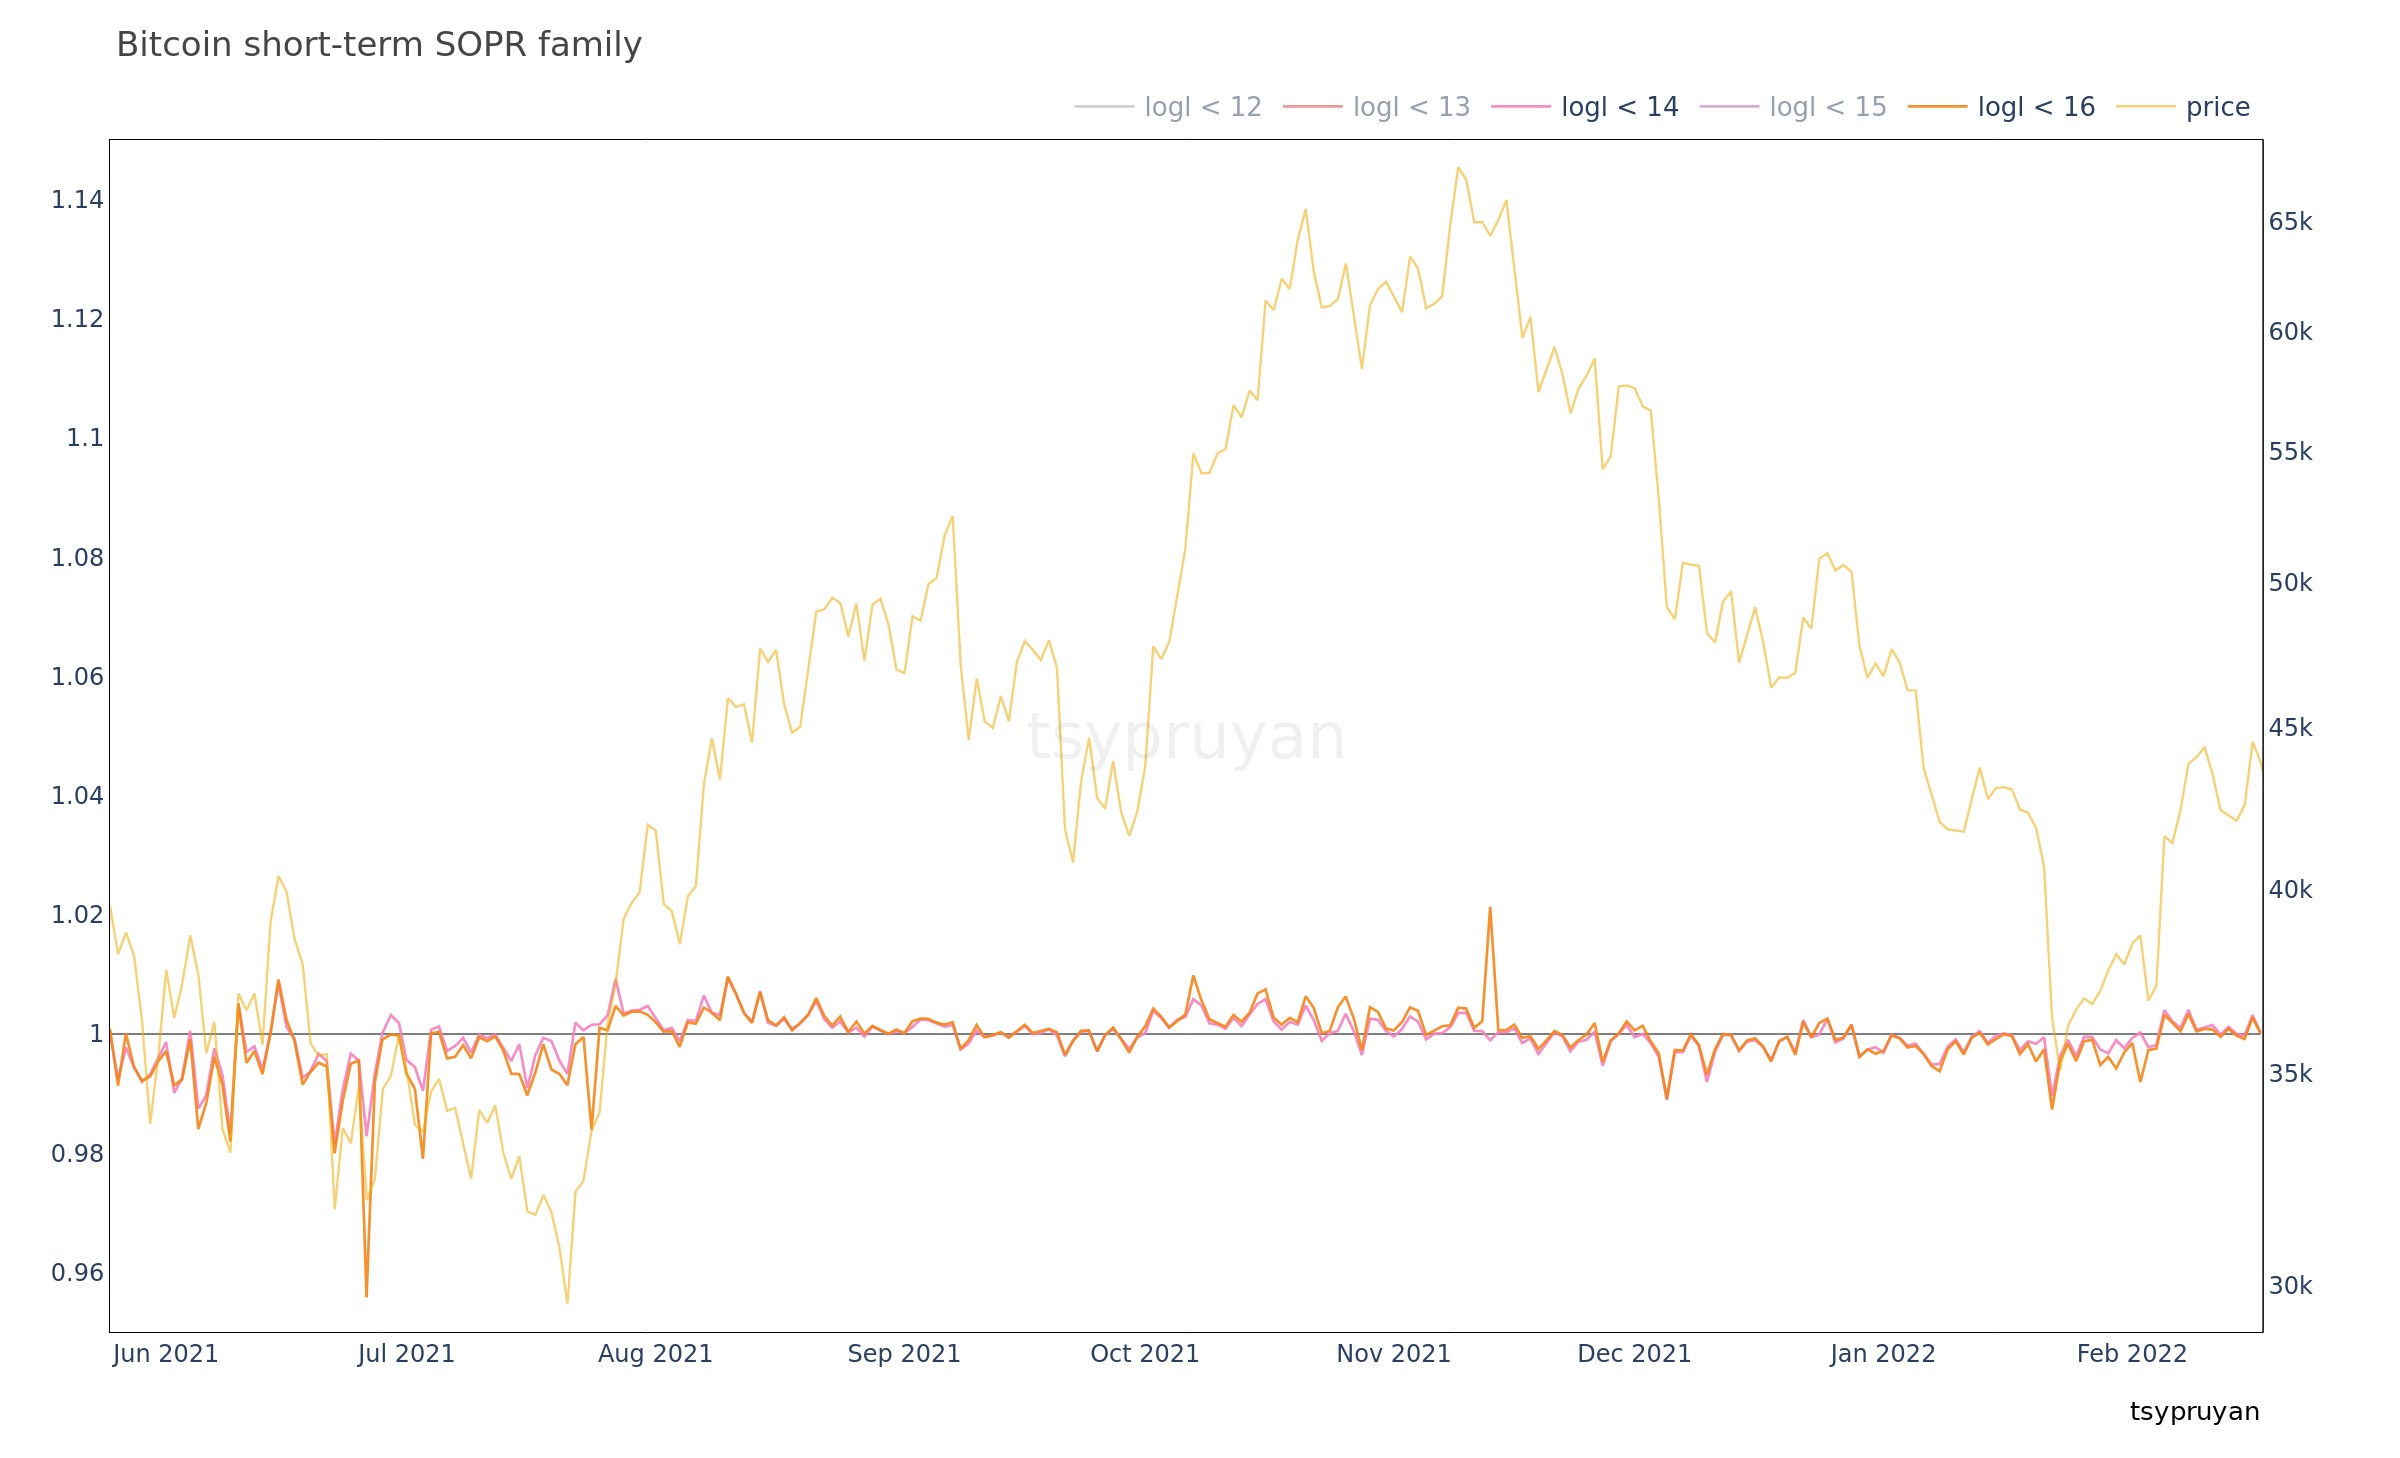 Bitcoin short-term SOPR family
logl < 12 logl < 13 logl < 14 logl < 15 logl < 16 price
1.14
65k
1.12
60k
1.1
55k
1.08
50k
1.06
tsypruyan
45k
1.04
40k
1.02
1
35k
0.98
0.96
30k
Jun 2021 Jul 2021 Aug 2021 Sep 2021 Oct 2021 Nov 2021 Dec 2021 Jan 2022 Feb 2022
tsypruyan